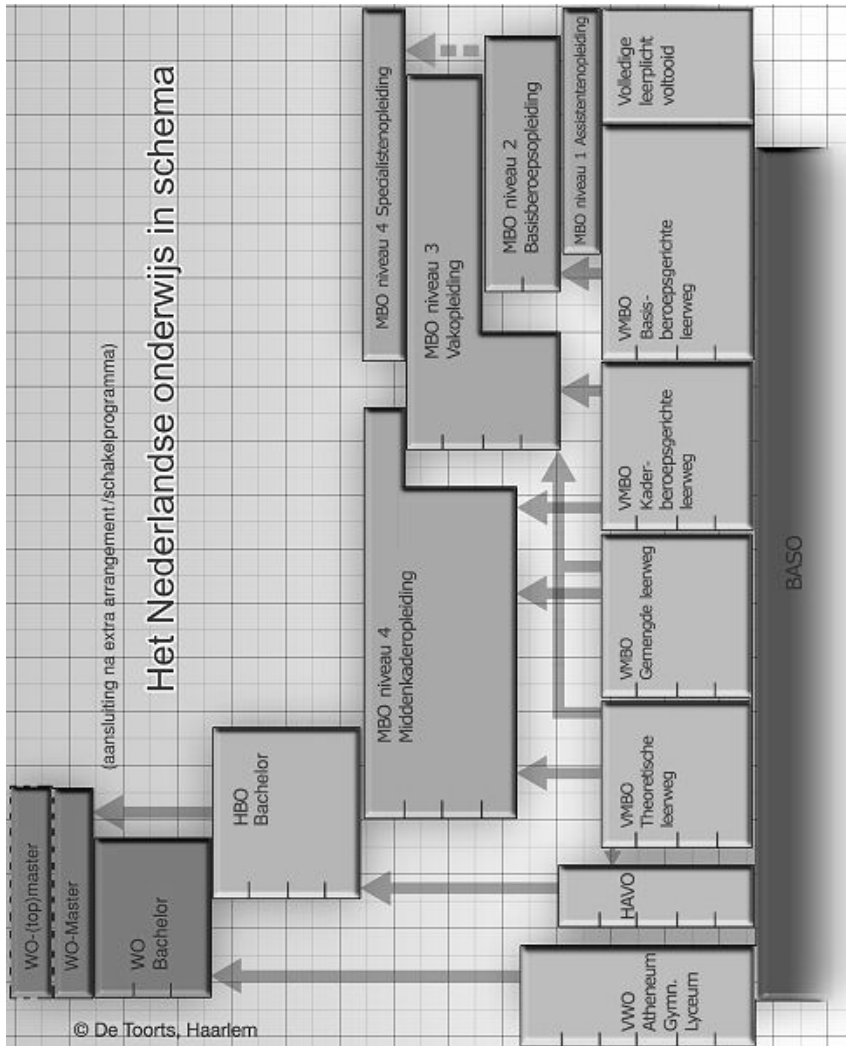 Het Nederlandse onderwijs in schema
(aansluiting na extra arrangement/schakelprogramma)
WO-(top)master
WO-Master
WO
Bachelor
HBO
Bachelor
MBO niveau 4
Middenkaderopleiding
MBO niveau 4 Specialistenopleiding
MBO niveau 3
Vakopleiding
MBO niveau 2
Basisberoepsopleiding
MBO niveau 1 Assistentenopleiding
VWO
Atheneum
Gymn.
Lyceum
HAVO
VMBO
Theoretische
leerweg
VMBO
Gemengde leerweg
VMBO
Kader-
beroepsgerichte
leerweg
VMBO
Basis-
beroepsgerichte
leerweg
Volledige
leerplicht
voltooid
BASO
© De Toorts, Haarlem